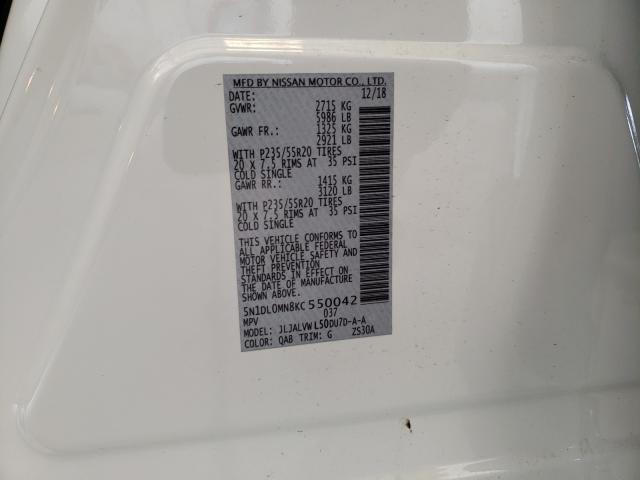 MFD BY NISSAN MOTOR CO., LTD.
DATE: 12/18
GVWR: 2715 KG
5986 LB
GAWR FR.: 1325 KG
2921 LB
WITH P235/55R20 TIRES
20 X 7.5 RIMS AT 35 PSI
COLD SINGLE
GAWR RR.: 1415 KG
3120 LB
WITH P235/55R20 TIRES
20 X 7.5 RIMS AT 35 PSI
COLD SINGLE
THIS VEHICLE CONFORMS TO
ALL APPLICABLE FEDERAL
MOTOR VEHICLE SAFETY AND
THEFT PREVENTION
STANDARDS IN EFFECT ON
THE DATE OF MANUFACTURE
SHOWN ABOVE.
5N1DL0MN8KC550042
MPV 037
MODEL: JLJALVWL50DU7D-A-A
COLOR: QAB TRIM: G ZS30A